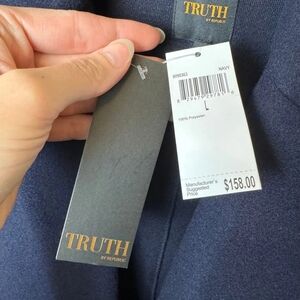 TRUTH
BY REPUBLIC
NAVY
L
100% Polyester
Manufacturer's
Suggested
Price
$158.00
TRUTH
BY REPUBLIC